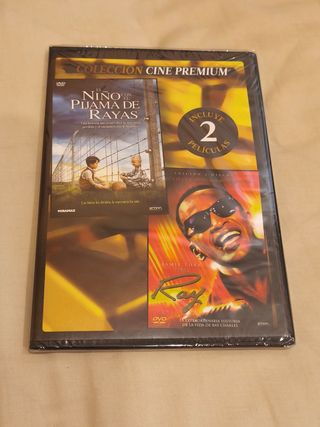 COLECCIÓN CINE PREMIUM
DVD
EL
NIÑO CON EL
PIJAMA DE
RAYAS
INCLUYE
2
PELÍCULAS
MIRAMAX
JAMIE FOXX
Ray
DVD
LA EXTRAORDINARIA HISTORIA
DE LA VIDA DE RAY CHARLES